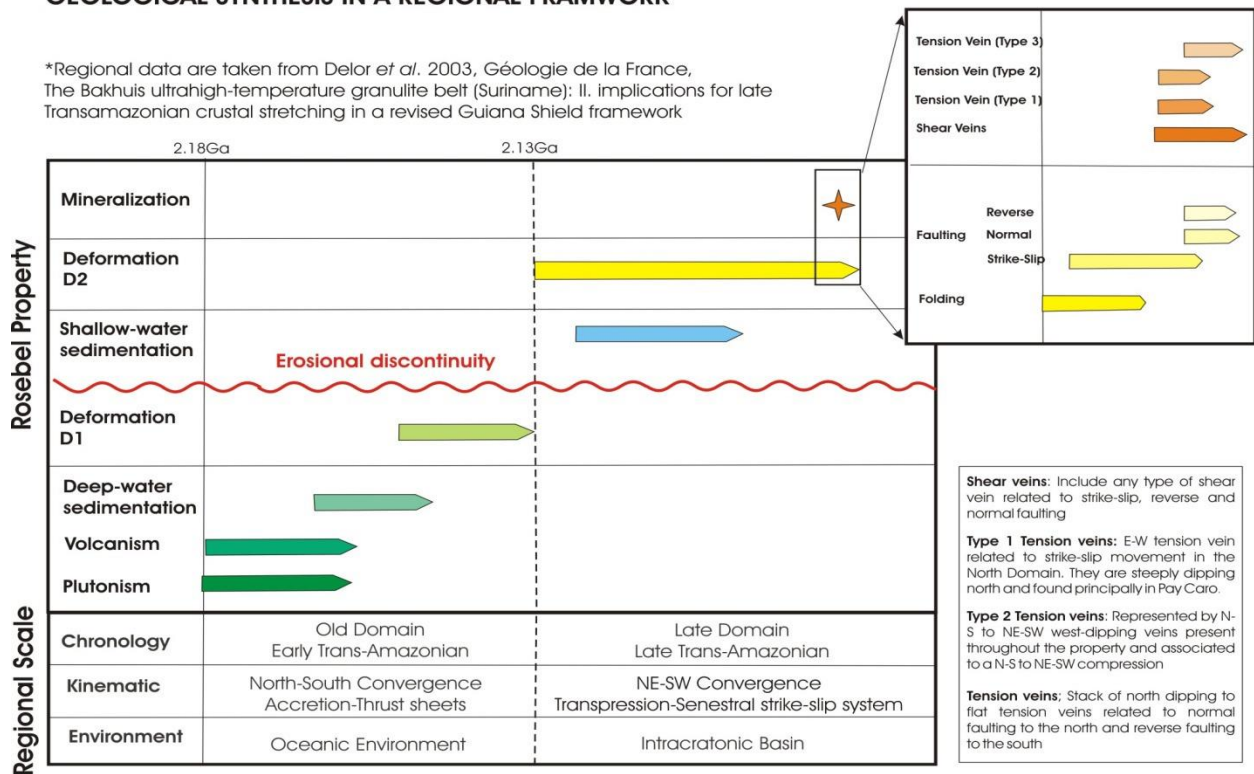 GEOLOGICAL SYNTHESIS IN A REGIONAL FRAMWORK
*Regional data are taken from Delor et al. 2003, Géologie de la France,
The Bakhuis ultrahigh-temperature granulite belt (Suriname): II. implications for late
Transamazonian crustal stretching in a revised Guiana Shield framework
2.18Ga
2.13Ga
Rosebel Property
Mineralization
Deformation
D2
Shallow-water
sedimentation
Erosional discontinuity
Deformation
D1
Deep-water
sedimentation
Volcanism
Plutonism
Regional Scale
Chronology
Old Domain
Early Trans-Amazonian
Late Domain
Late Trans-Amazonian
Kinematic
North-South Convergence
Accretion-Thrust sheets
NE-SW Convergence
Transpression-Senestral strike-slip system
Environment
Oceanic Environment
Intracratonic Basin
Tension Vein (Type 3)
Tension Vein (Type 2)
Tension Vein (Type 1)
Shear Veins
Faulting
Reverse
Normal
Strike-Slip
Folding
Shear veins: Include any type of shear
vein related to strike-slip, reverse and
normal faulting
Type 1 Tension veins: E-W tension vein
related to strike-slip movement in the
North Domain. They are steeply dipping
north and found principally in Pay Caro.
Type 2 Tension veins: Represented by N-
S to NE-SW west-dipping veins present
throughout the property and associated
to a N-S to NE-SW compression
Tension veins; Stack of north dipping to
flat tension veins related to normal
faulting to the north and reverse faulting
to the south